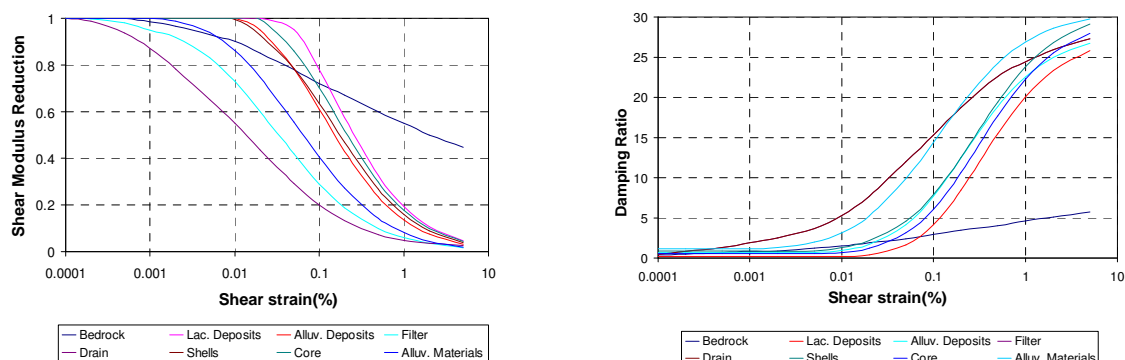 Shear Modulus Reduction
1
0.8
0.6
0.4
0.2
0
0.0001 0.001 0.01 0.1 1 10
Shear strain(%)
Bedrock Lac. Deposits Alluv. Deposits Filter
Drain Shells Core Alluv. Materials
Damping Ratio
30
25
20
15
10
5
0
0.0001 0.001 0.01 0.1 1 10
Shear strain(%)
Bedrock Lac. Deposits Alluv. Deposits Filter
Drain Shells Core Alluv. Materials